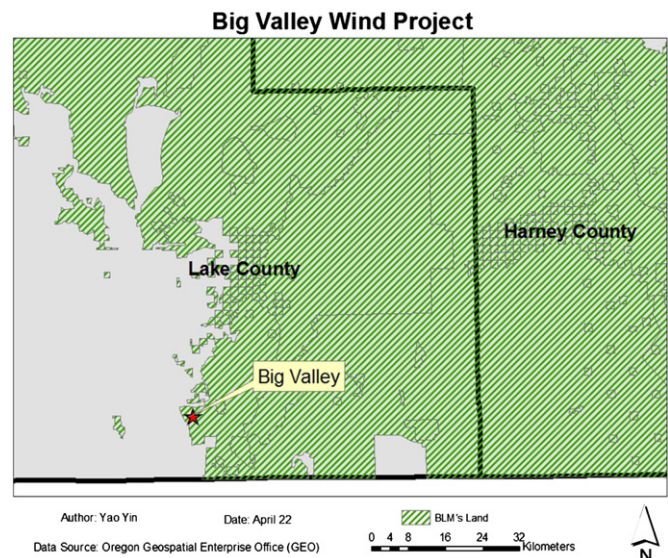 Big Valley Wind Project
Harney County
Lake County
Big Valley
Author: Yao Yin
Date: April 22
BLM's Land
Data Source: Oregon Geospatial Enterprise Office (GEO)
0 4 8 16 24 32
Kilometers
N